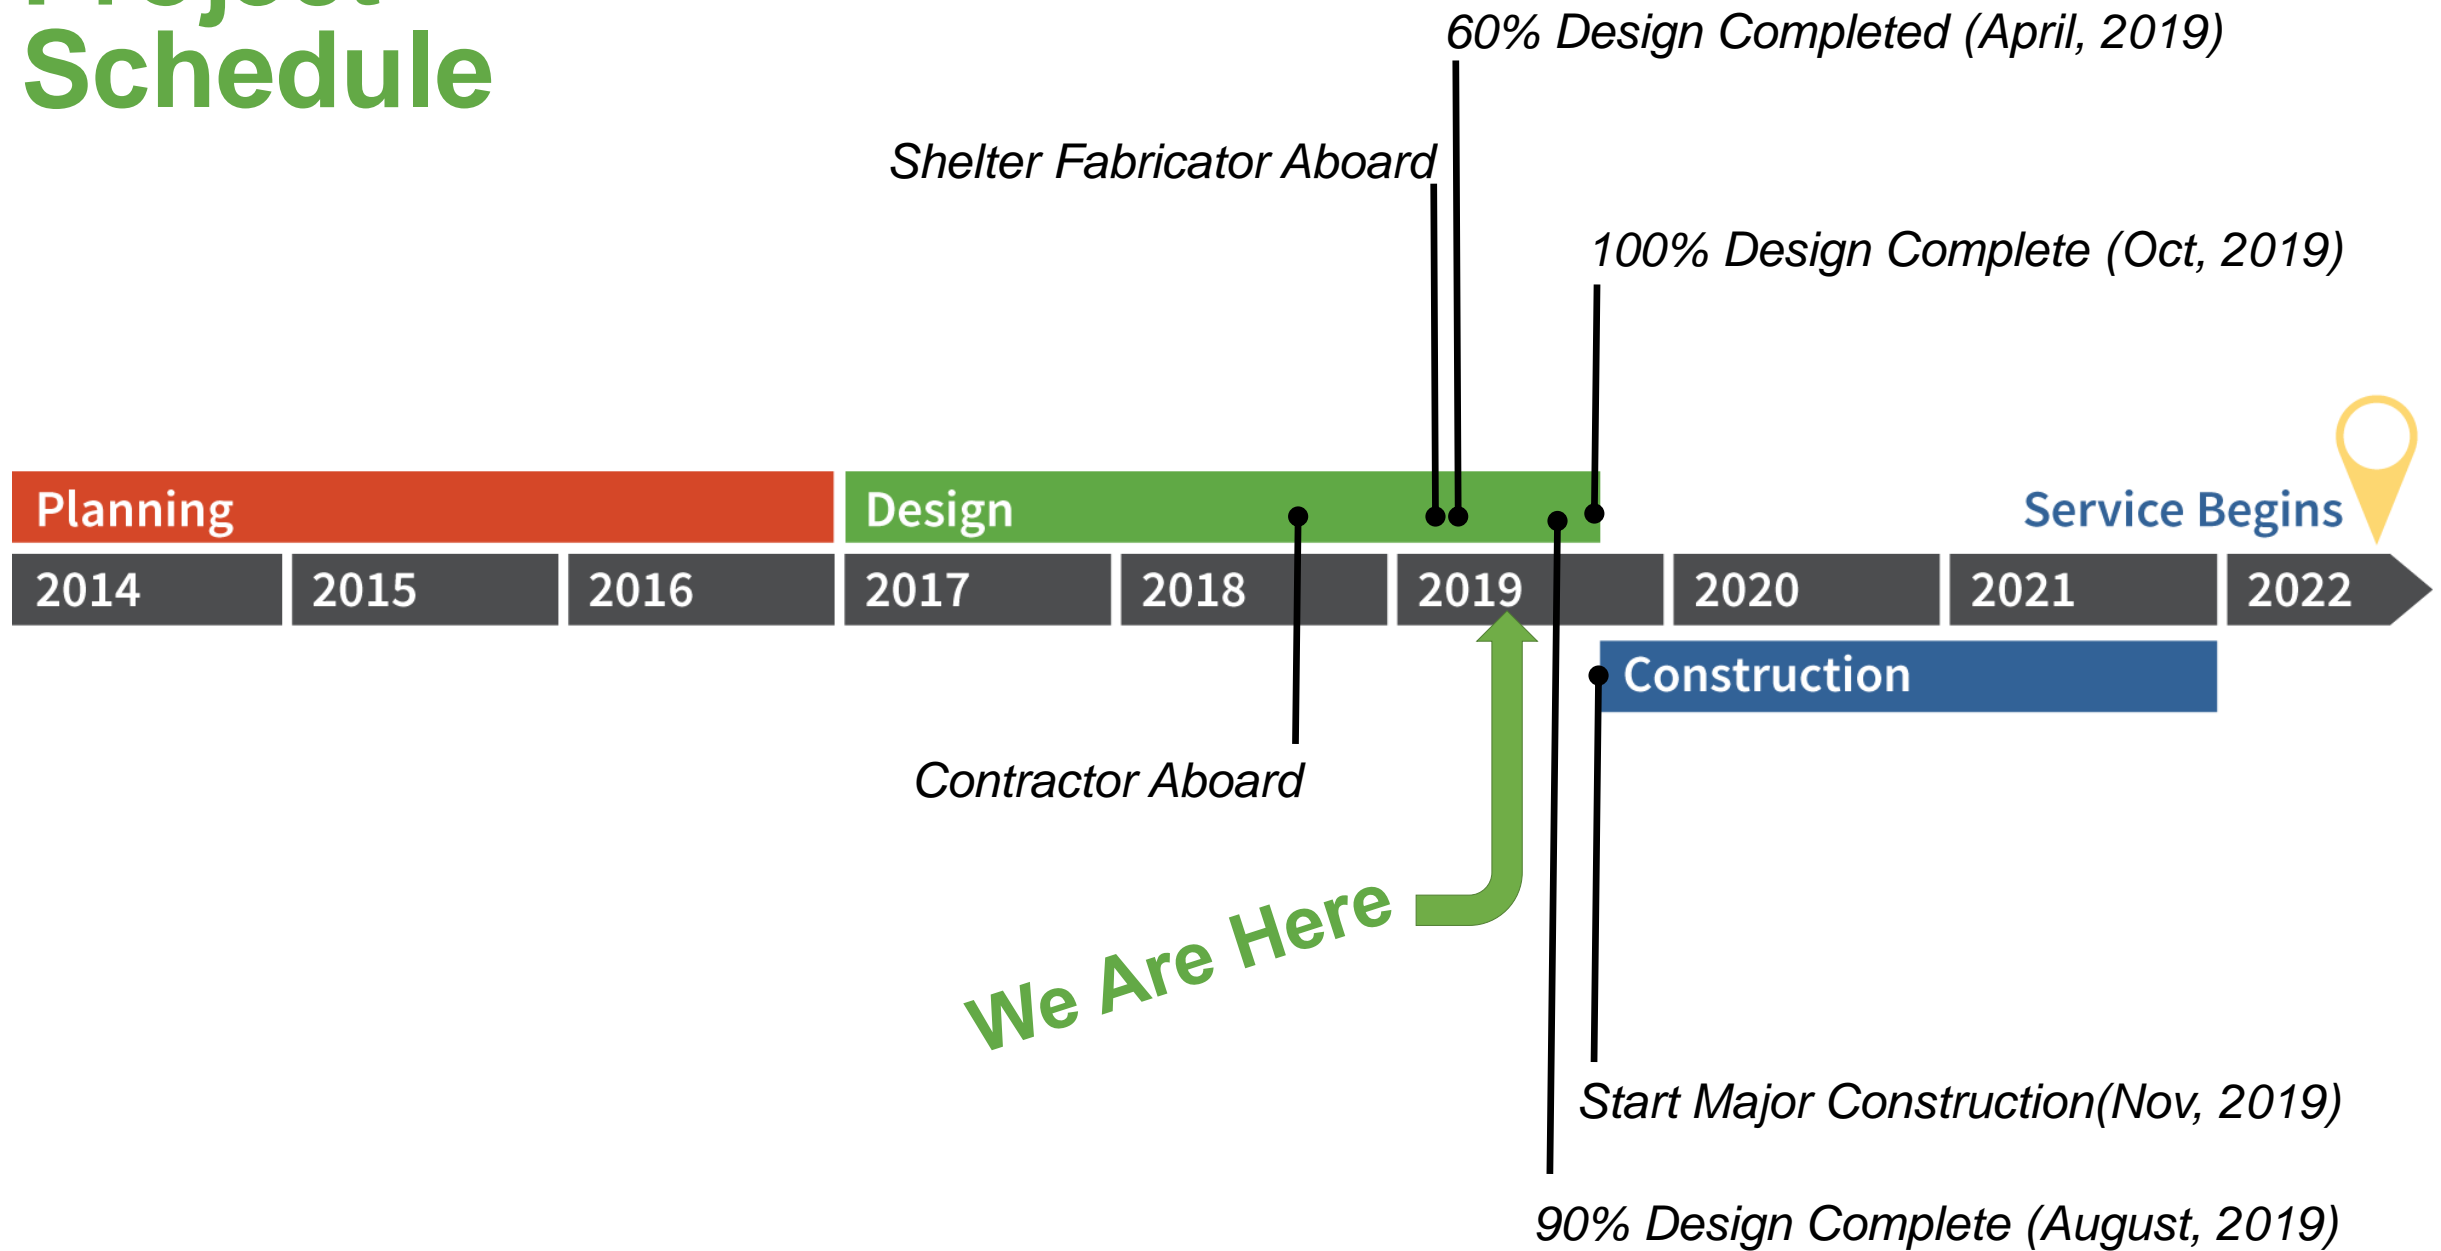 Project
Schedule
60% Design Completed (April, 2019)
Shelter Fabricator Aboard
100% Design Complete (Oct, 2019)
Planning
Design
Service Begins
2014
2015
2016
2017
2018
2019
2020
2021
2022
Construction
Contractor Aboard
We Are Here
Start Major Construction(Nov, 2019)
90% Design Complete (August, 2019)